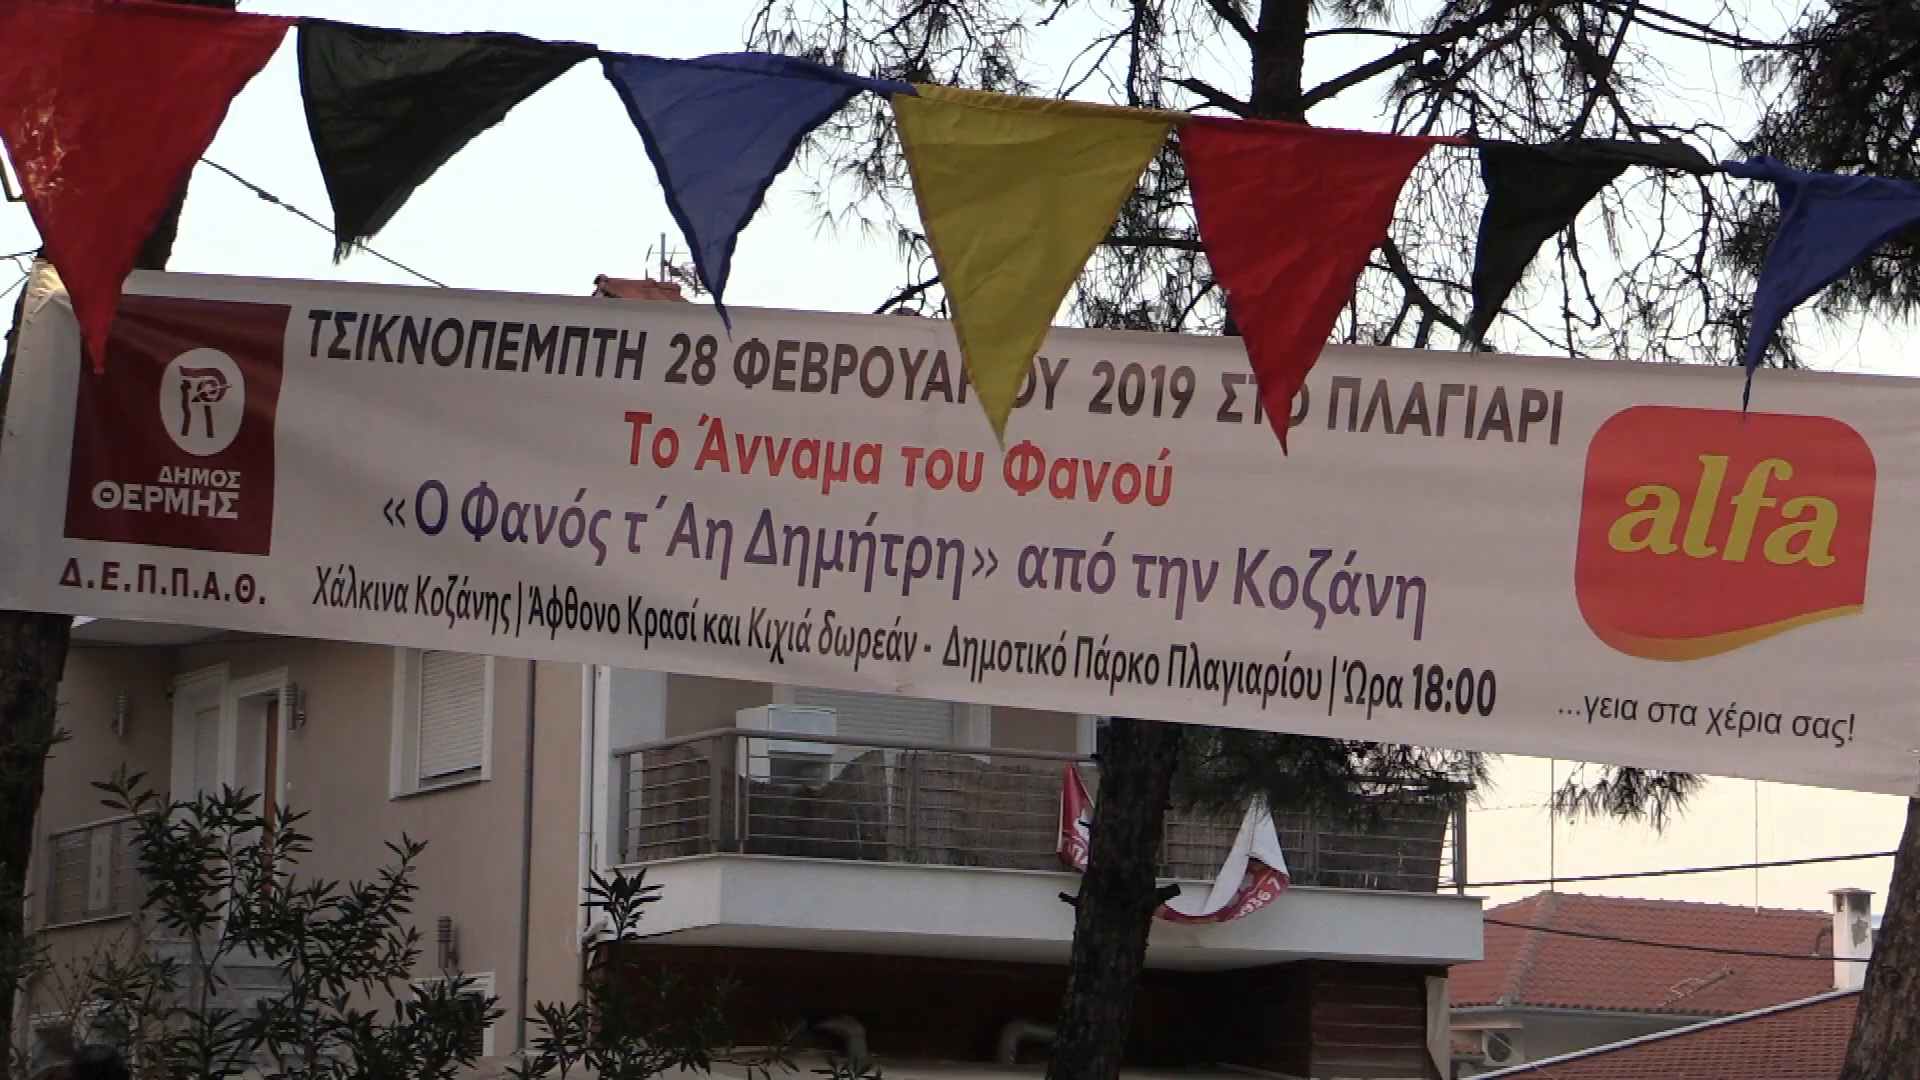 ΤΣΙΚΝΟΠΕΜΠΤΗ 28 ΦΕΒΡΟΥΑΡΙΟΥ 2019 ΣΤΟ ΠΛΑΓΙΑΡΙ
Το Άνναμα του Φανού
«Ο Φανός τ΄Αη Δημήτρη» από την Κοζάνη
Χάλκινα Κοζάνης | Άφθονο Κρασί και Κιχιά δωρεάν - Δημοτικό Πάρκο Πλαγιαρίου | Ώρα 18:00
ΔΗΜΟΣ
ΘΕΡΜΗΣ
Δ.Ε.Π.Π.Α.Θ.
alfa
...γεια στα χέρια σας!